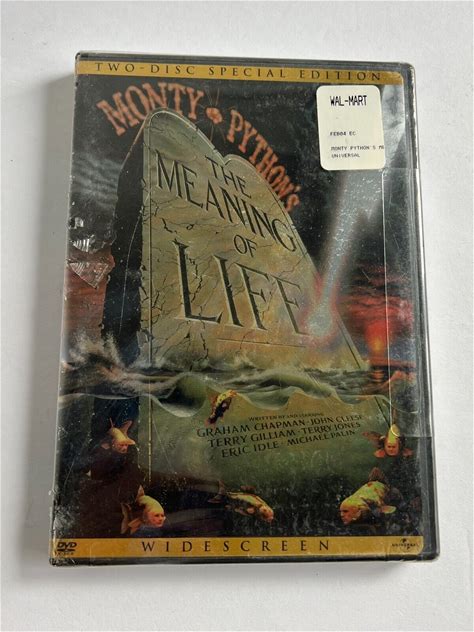 TWO-DISC SPECIAL EDITION
WAL-MART
FEB04 EC
MONTY PYTHON'S ME
UNIVERSAL
MONTY PYTHON'S
THE
MEANING
OF
LIFE
WRITTEN BY AND STARRING
GRAHAM CHAPMAN · JOHN CLEESE
TERRY GILLIAM · TERRY JONES
ERIC IDLE · MICHAEL PALIN
DVD
WIDESCREEN
UNIVERSAL